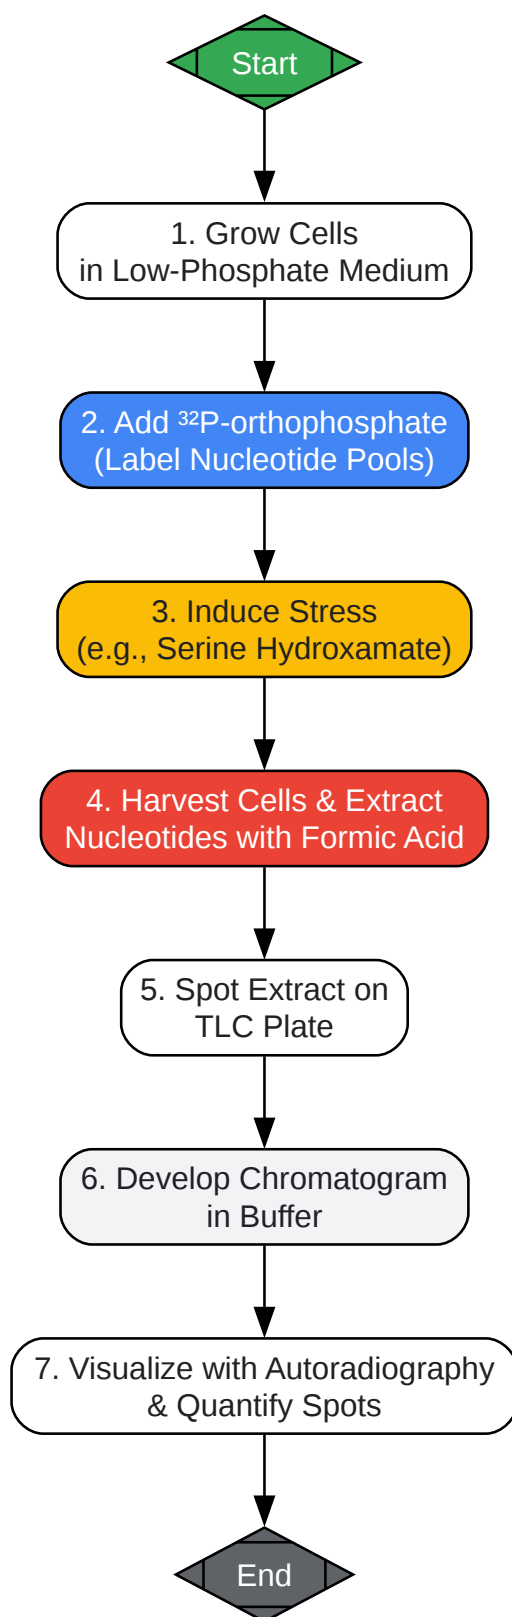 Start
1. Grow Cells
in Low-Phosphate Medium
2. Add ³²P-orthophosphate
(Label Nucleotide Pools)
3. Induce Stress
(e.g., Serine Hydroxamate)
4. Harvest Cells & Extract
Nucleotides with Formic Acid
5. Spot Extract on
TLC Plate
6. Develop Chromatogram
in Buffer
7. Visualize with Autoradiography
& Quantify Spots
End